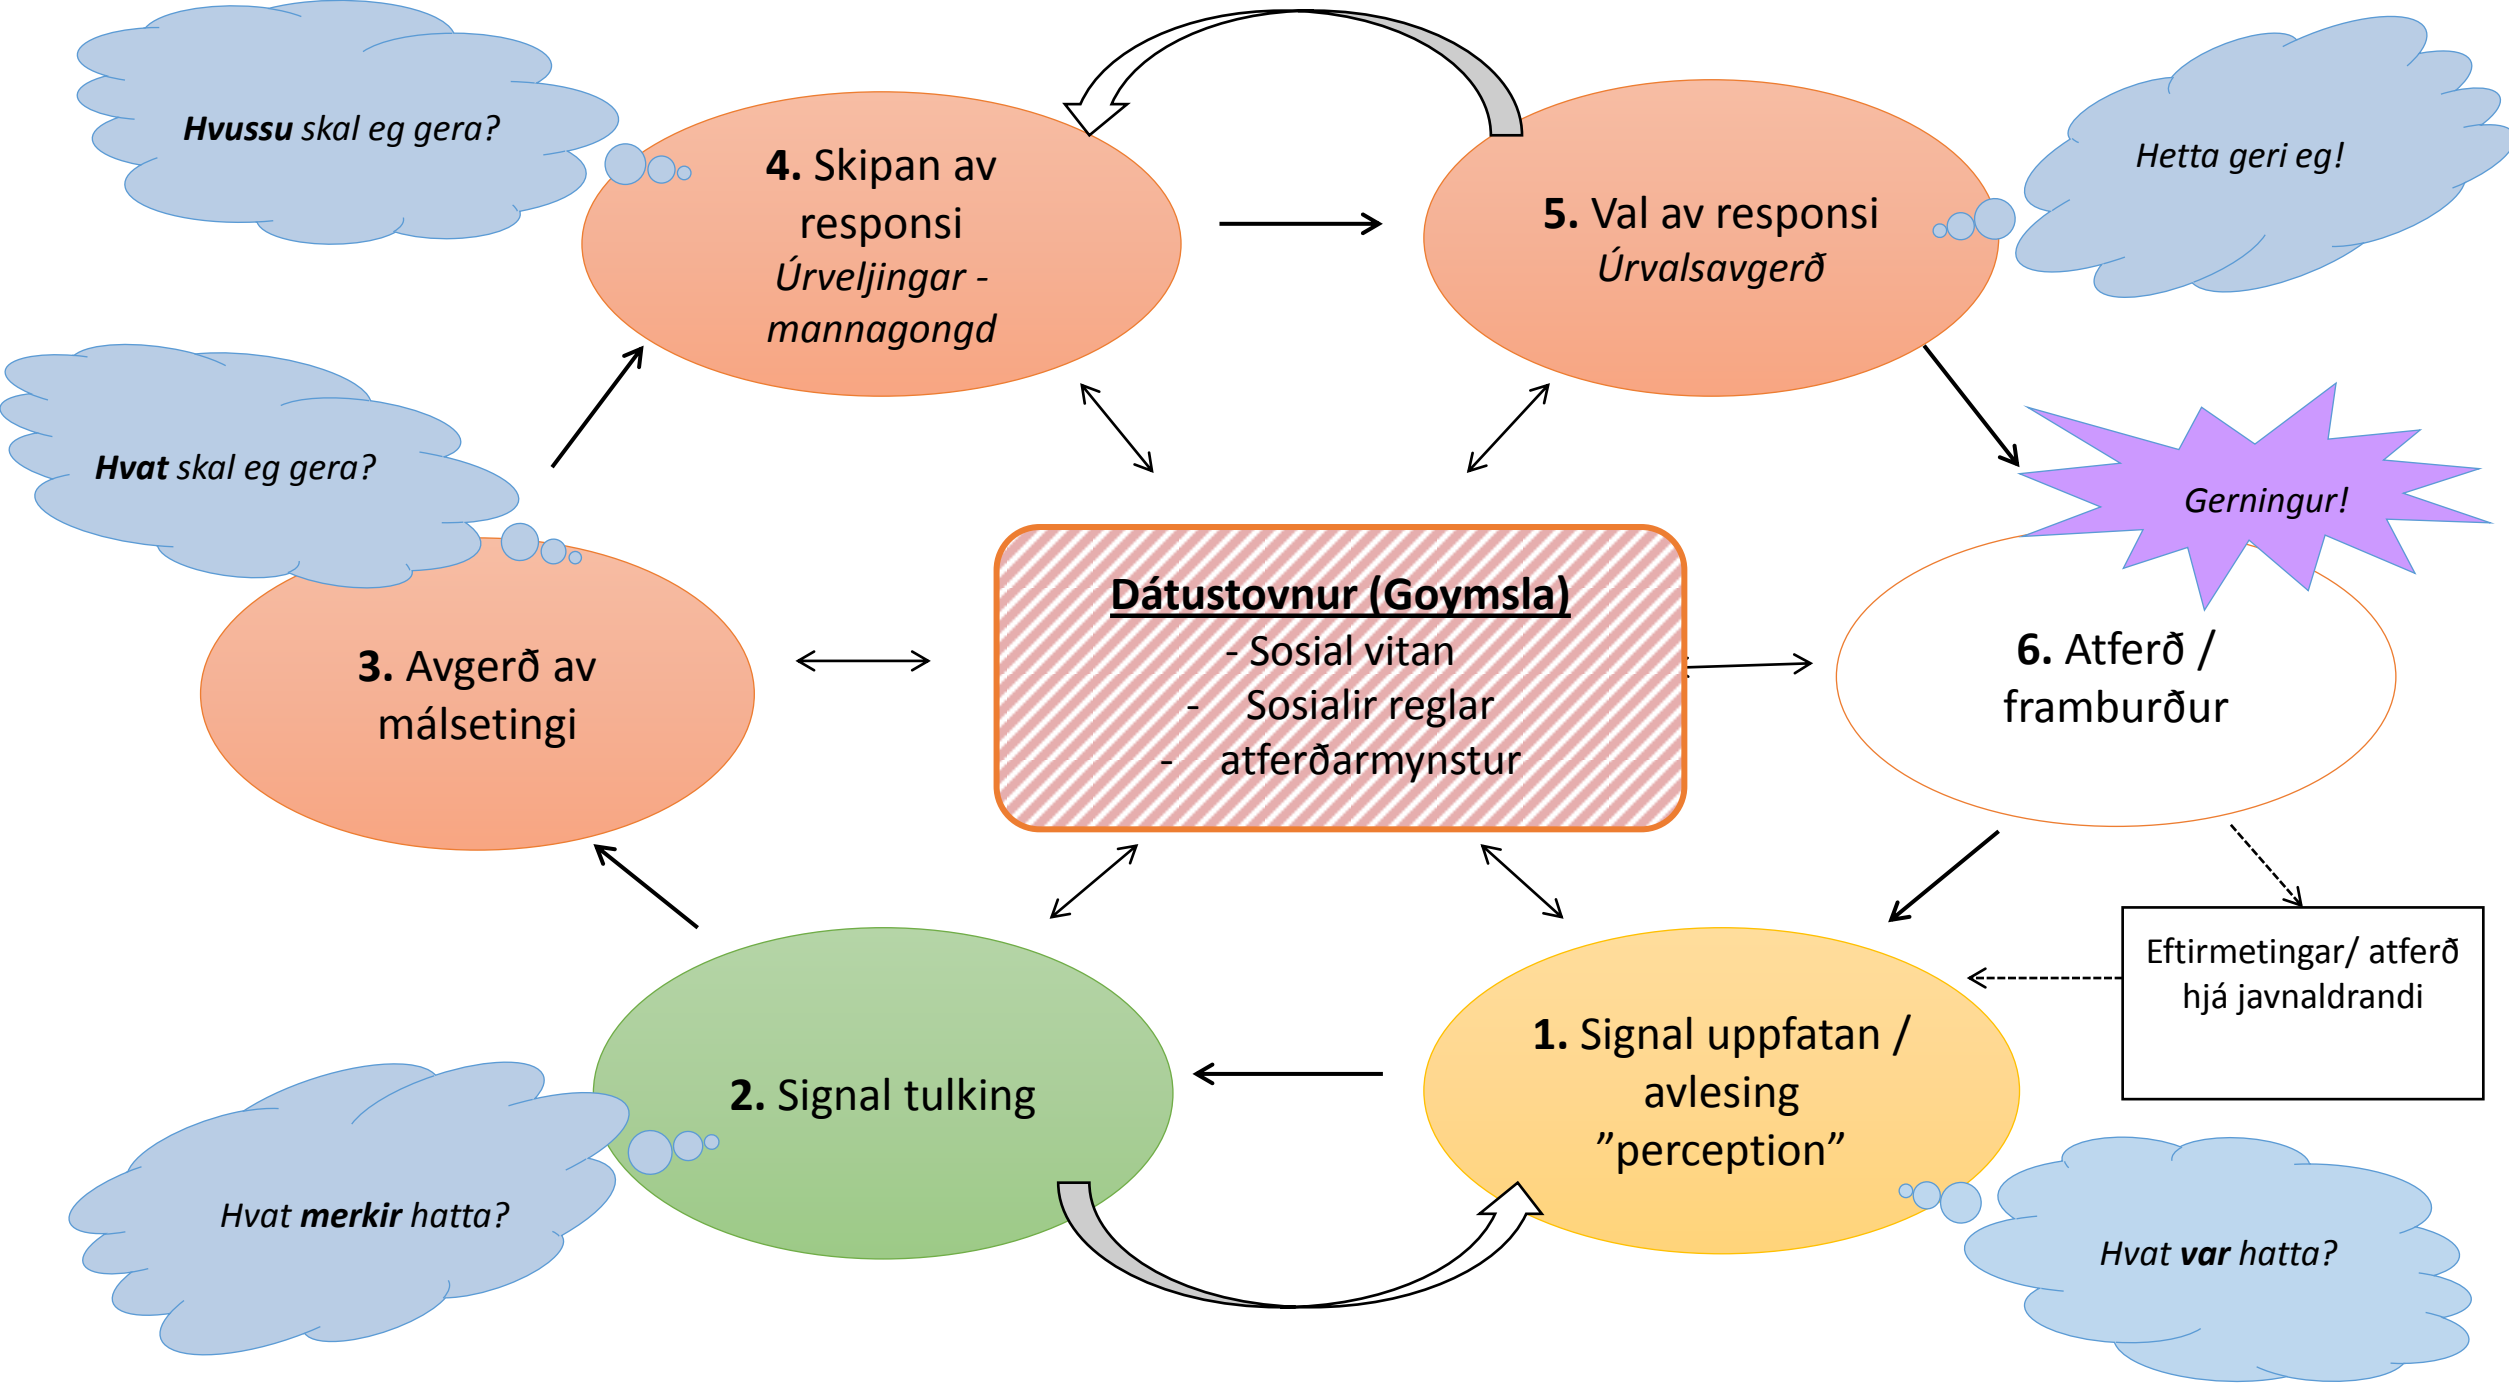 Hvussu skal eg gera?
4. Skipan av
responsi
Úrveljingar -
mannagongd
5. Val av responsi
Úrvalsavgerð
Hetta geri eg!
Hvat skal eg gera?
Gerningur!
3. Avgerð av
málsetingi
Dátustovnur (Goymsla)
- Sosial vitan
- Sosialir reglar
- atferðarmynstur
6. Atferð /
framburður
Eftirmetingar/ atferð
hjá javnaldrandi
2. Signal tulking
1. Signal uppfatan /
avlesing
”perception”
Hvat merkir hatta?
Hvat var hatta?